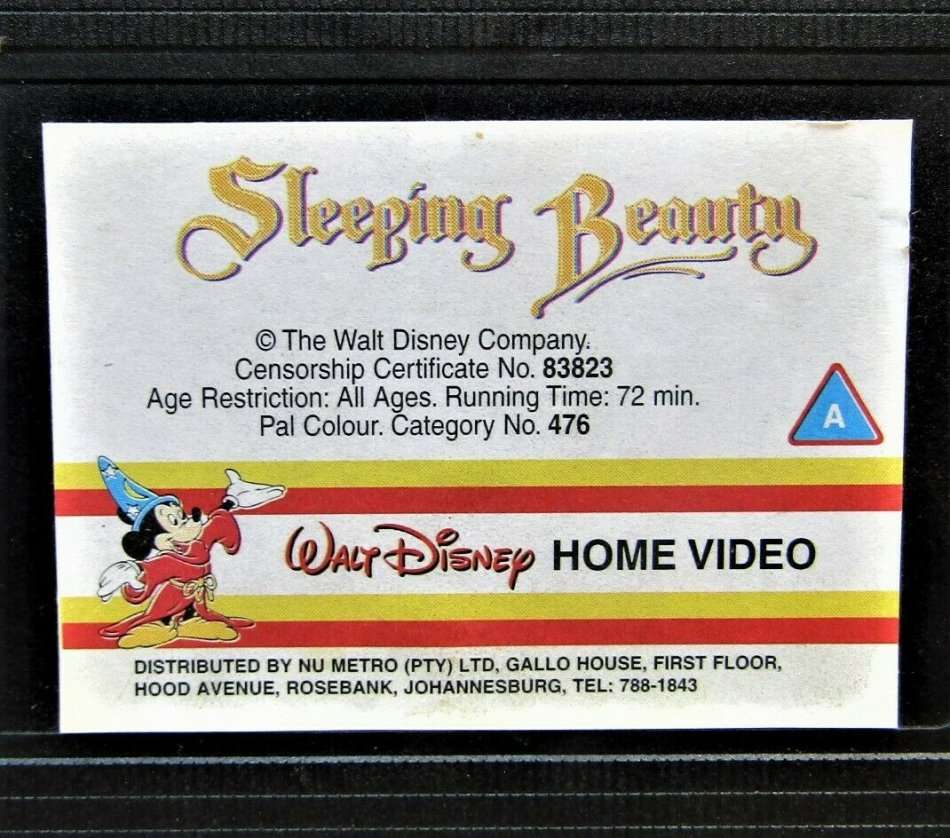 Sleeping Beauty
© The Walt Disney Company.
Censorship Certificate No. 83823
Age Restriction: All Ages. Running Time: 72 min.
Pal Colour. Category No. 476
A
WALT DISNEY HOME VIDEO
DISTRIBUTED BY NU METRO (PTY) LTD, GALLO HOUSE, FIRST FLOOR,
HOOD AVENUE, ROSEBANK, JOHANNESBURG, TEL: 788-1843